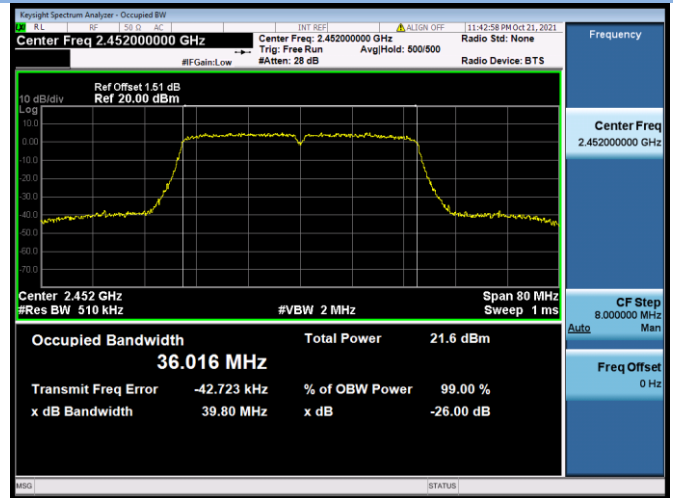 Keysight Spectrum Analyzer - Occupied BW
RL RF 50 Ω AC INT REF ALIGN OFF 11:42:58 PM Oct 21, 2021
Center Freq 2.452000000 GHz
Center Freq: 2.452000000 GHz Radio Std: None
Trig: Free Run Avg|Hold: 500/500
#IFGain:Low #Atten: 28 dB Radio Device: BTS
Ref Offset 1.51 dB
10 dB/div Ref 20.00 dBm
Log
10.0
0.00
-10.0
-20.0
-30.0
-40.0
-50.0
-60.0
-70.0
Center 2.452 GHz Span 80 MHz
#Res BW 510 kHz #VBW 2 MHz Sweep 1 ms
Occupied Bandwidth Total Power 21.6 dBm
36.016 MHz
Transmit Freq Error -42.723 kHz % of OBW Power 99.00 %
x dB Bandwidth 39.80 MHz x dB -26.00 dB
MSG STATUS
Frequency
Center Freq
2.452000000 GHz
CF Step
8.000000 MHz
Auto Man
Freq Offset
0 Hz